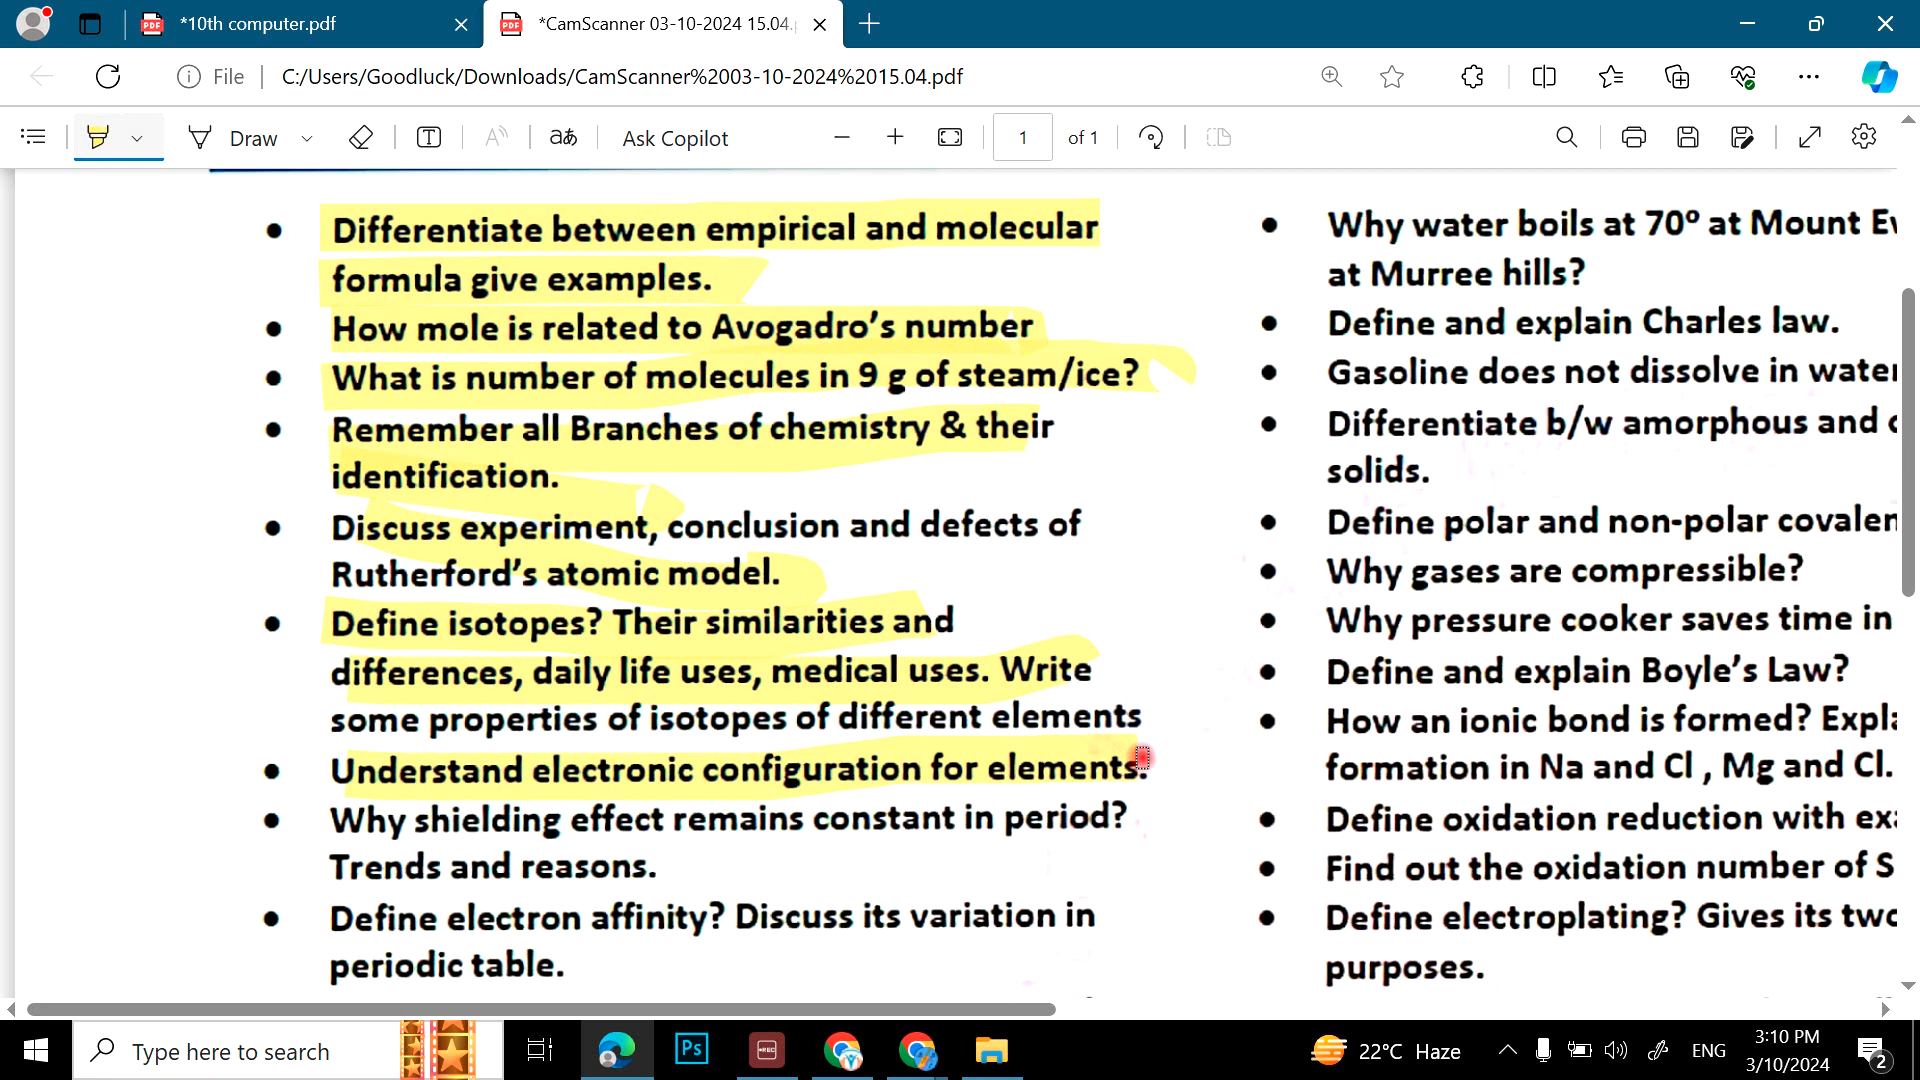 *10th computer.pdf
*CamScanner 03-10-2024 15.04.
File
C:/Users/Goodluck/Downloads/CamScanner%2003-10-2024%2015.04.pdf
Draw
aあ
Ask Copilot
1
of 1
Differentiate between empirical and molecular
formula give examples.
How mole is related to Avogadro's number
What is number of molecules in 9 g of steam/ice?
Remember all Branches of chemistry & their
identification.
Discuss experiment, conclusion and defects of
Rutherford's atomic model.
Define isotopes? Their similarities and
differences, daily life uses, medical uses. Write
some properties of isotopes of different elements
Understand electronic configuration for elements.
Why shielding effect remains constant in period?
Trends and reasons.
Define electron affinity? Discuss its variation in
periodic table.
Why water boils at 70º at Mount
at Murree hills?
Define and explain Charles law.
Gasoline does not dissolve in water
Differentiate b/w amorphous and
solids.
Define polar and non-polar
Why gases are compressible?
Why pressure cooker saves time in
Define and explain Boyle's Law?
How an ionic bond is formed?
formation in Na and Cl , Mg and Cl.
Define oxidation reduction with
Find out the oxidation number of S
Define electroplating? Gives its
purposes.
Type here to search
Ps
REC
22°C Haze
ENG
3:10 PM
3/10/2024
2